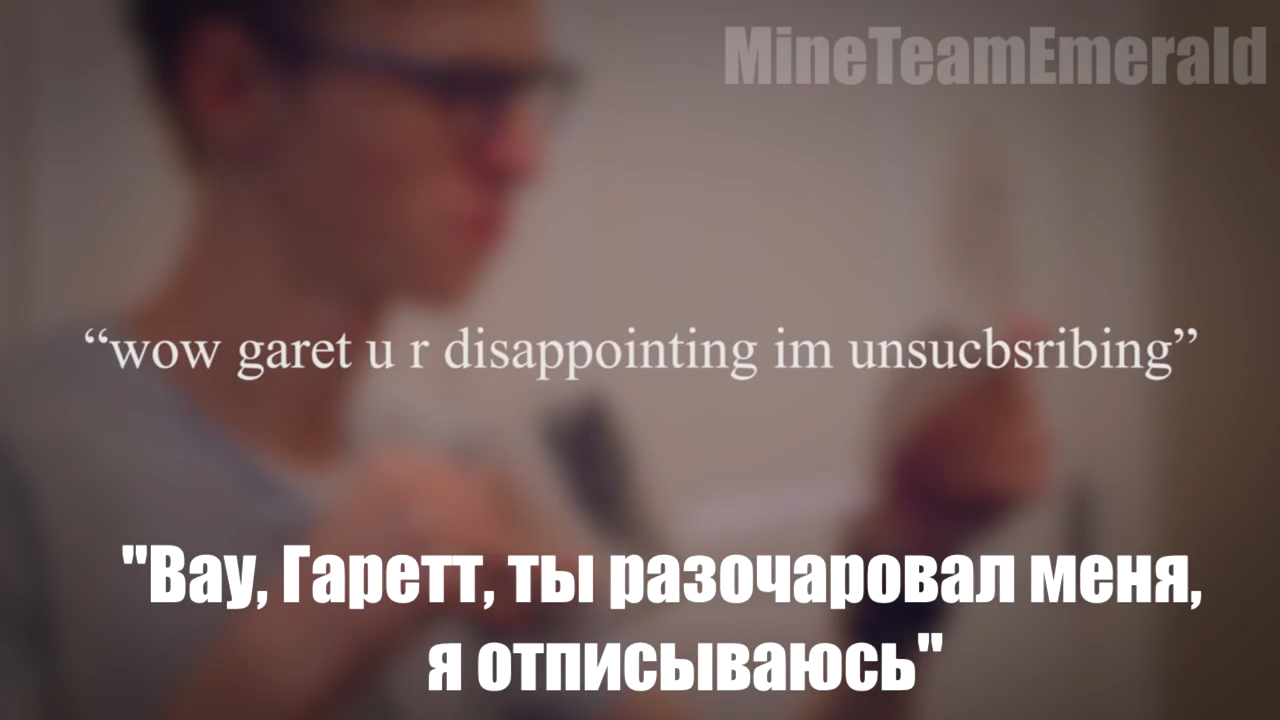 MineTeamEmerald
“wow garet u r disappointing im unsucbsribing”
"Вау, Гаретт, ты разочаровал меня,
я отписываюсь"